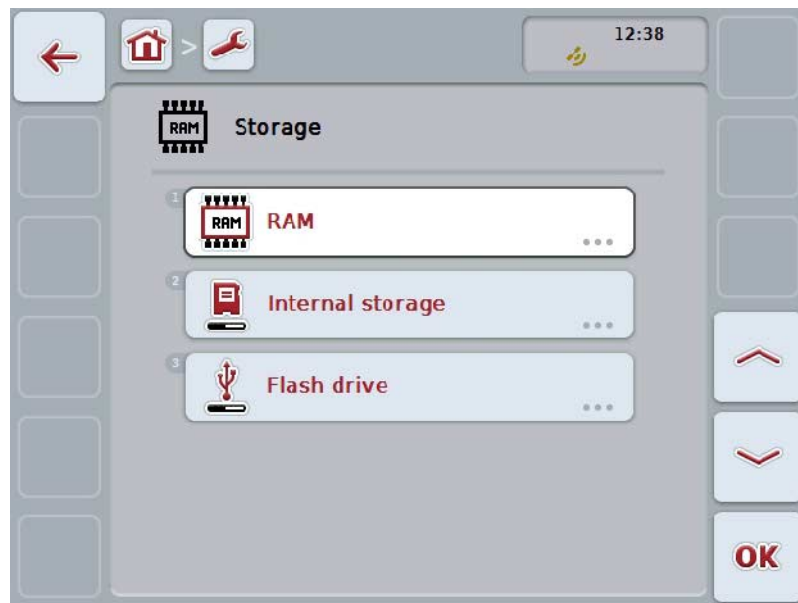 >
12:38
RAM
Storage
1
RAM
RAM
2
Internal storage
3
Flash drive
OK